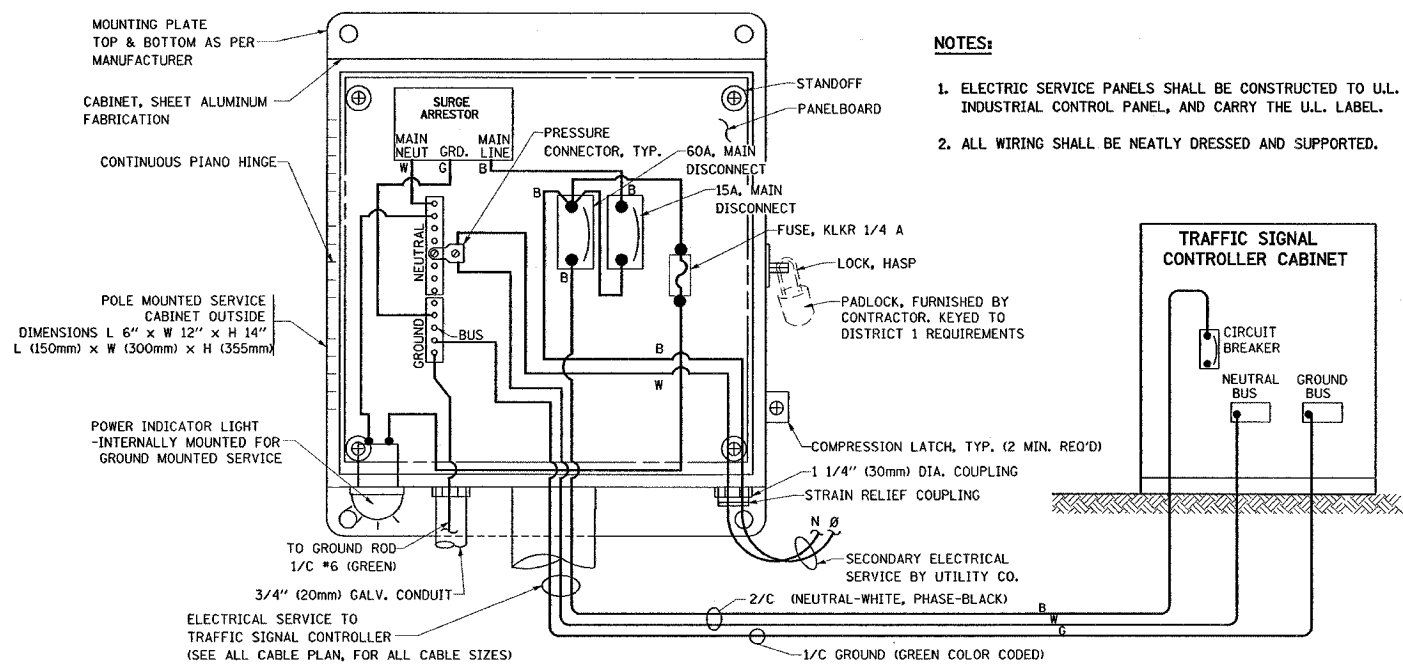 MOUNTING PLATE
TOP & BOTTOM AS PER
MANUFACTURER
CABINET, SHEET ALUMINUM
FABRICATION
CONTINUOUS PIANO HINGE
POLE MOUNTED SERVICE
CABINET OUTSIDE
DIMENSIONS L 6" x W 12" x H 14"
L (150mm) x W (300mm) x H (355mm)
POWER INDICATOR LIGHT
-INTERNALLY MOUNTED FOR
GROUND MOUNTED SERVICE
TO GROUND ROD
1/C #6 (GREEN)
3/4" (20mm) GALV. CONDUIT
ELECTRICAL SERVICE TO
TRAFFIC SIGNAL CONTROLLER
(SEE ALL CABLE PLAN, FOR ALL CABLE SIZES)
SURGE
ARRESTOR
MAIN
NEUT
GRD.
MAIN
LINE
W
G
B
PRESSURE
CONNECTOR, TYP.
NEUTRAL
GROUND
BUS
B
B
B
B
W
STANDOFF
PANELBOARD
60A, MAIN
DISCONNECT
15A, MAIN
DISCONNECT
FUSE, KLKR 1/4 A
LOCK, HASP
PADLOCK, FURNISHED BY
CONTRACTOR. KEYED TO
DISTRICT 1 REQUIREMENTS
COMPRESSION LATCH, TYP. (2 MIN. REQ'D)
1 1/4" (30mm) DIA. COUPLING
STRAIN RELIEF COUPLING
N Ø
SECONDARY ELECTRICAL
SERVICE BY UTILITY CO.
2/C (NEUTRAL-WHITE, PHASE-BLACK)
B
W
G
1/C GROUND (GREEN COLOR CODED)
NOTES:
1. ELECTRIC SERVICE PANELS SHALL BE CONSTRUCTED TO U.L.
INDUSTRIAL CONTROL PANEL, AND CARRY THE U.L. LABEL.
2. ALL WIRING SHALL BE NEATLY DRESSED AND SUPPORTED.
TRAFFIC SIGNAL
CONTROLLER CABINET
CIRCUIT
BREAKER
NEUTRAL
BUS
GROUND
BUS